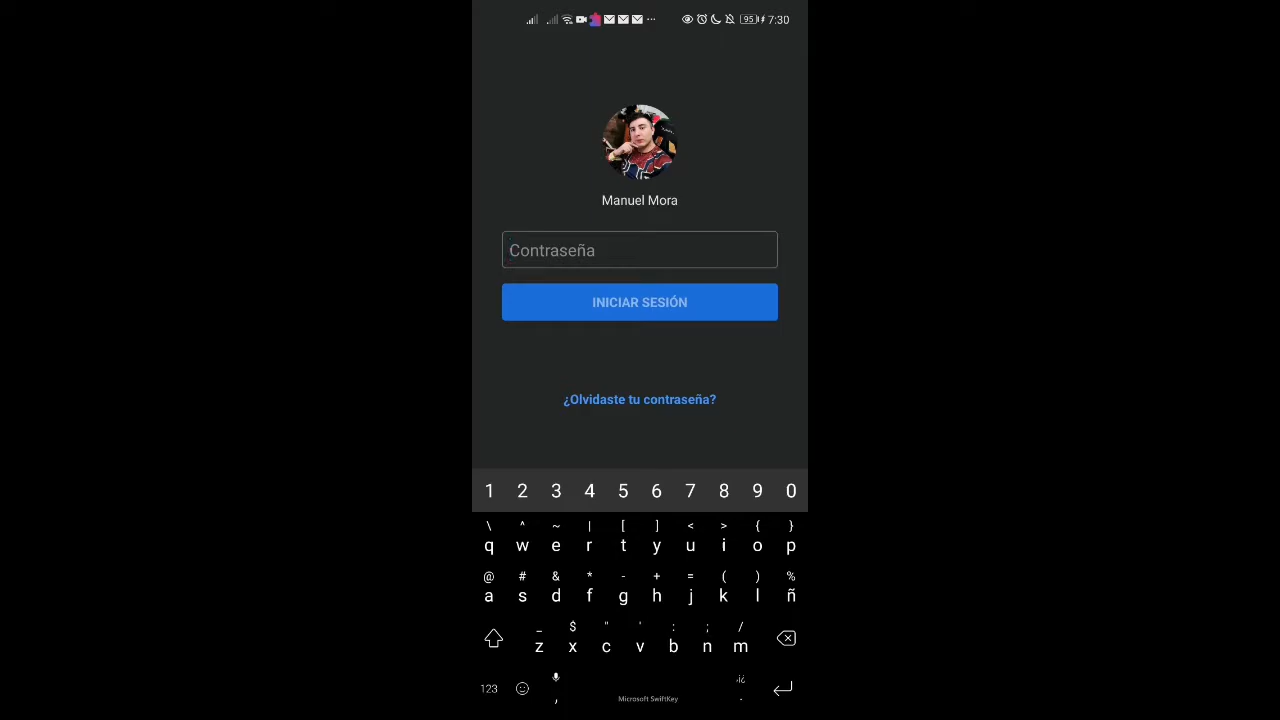 95 7:30
Manuel Mora
Contraseña
INICIAR SESIÓN
¿Olvidaste tu contraseña?
1 2 3 4 5 6 7 8 9 0
\ ^ ~ | [ ] < > { }
q w e r t y u i o p
@ # & * - + = ( ) %
a s d f g h j k l ñ
_ $ " ' : ; /
z x c v b n m
123 , Microsoft SwiftKey .